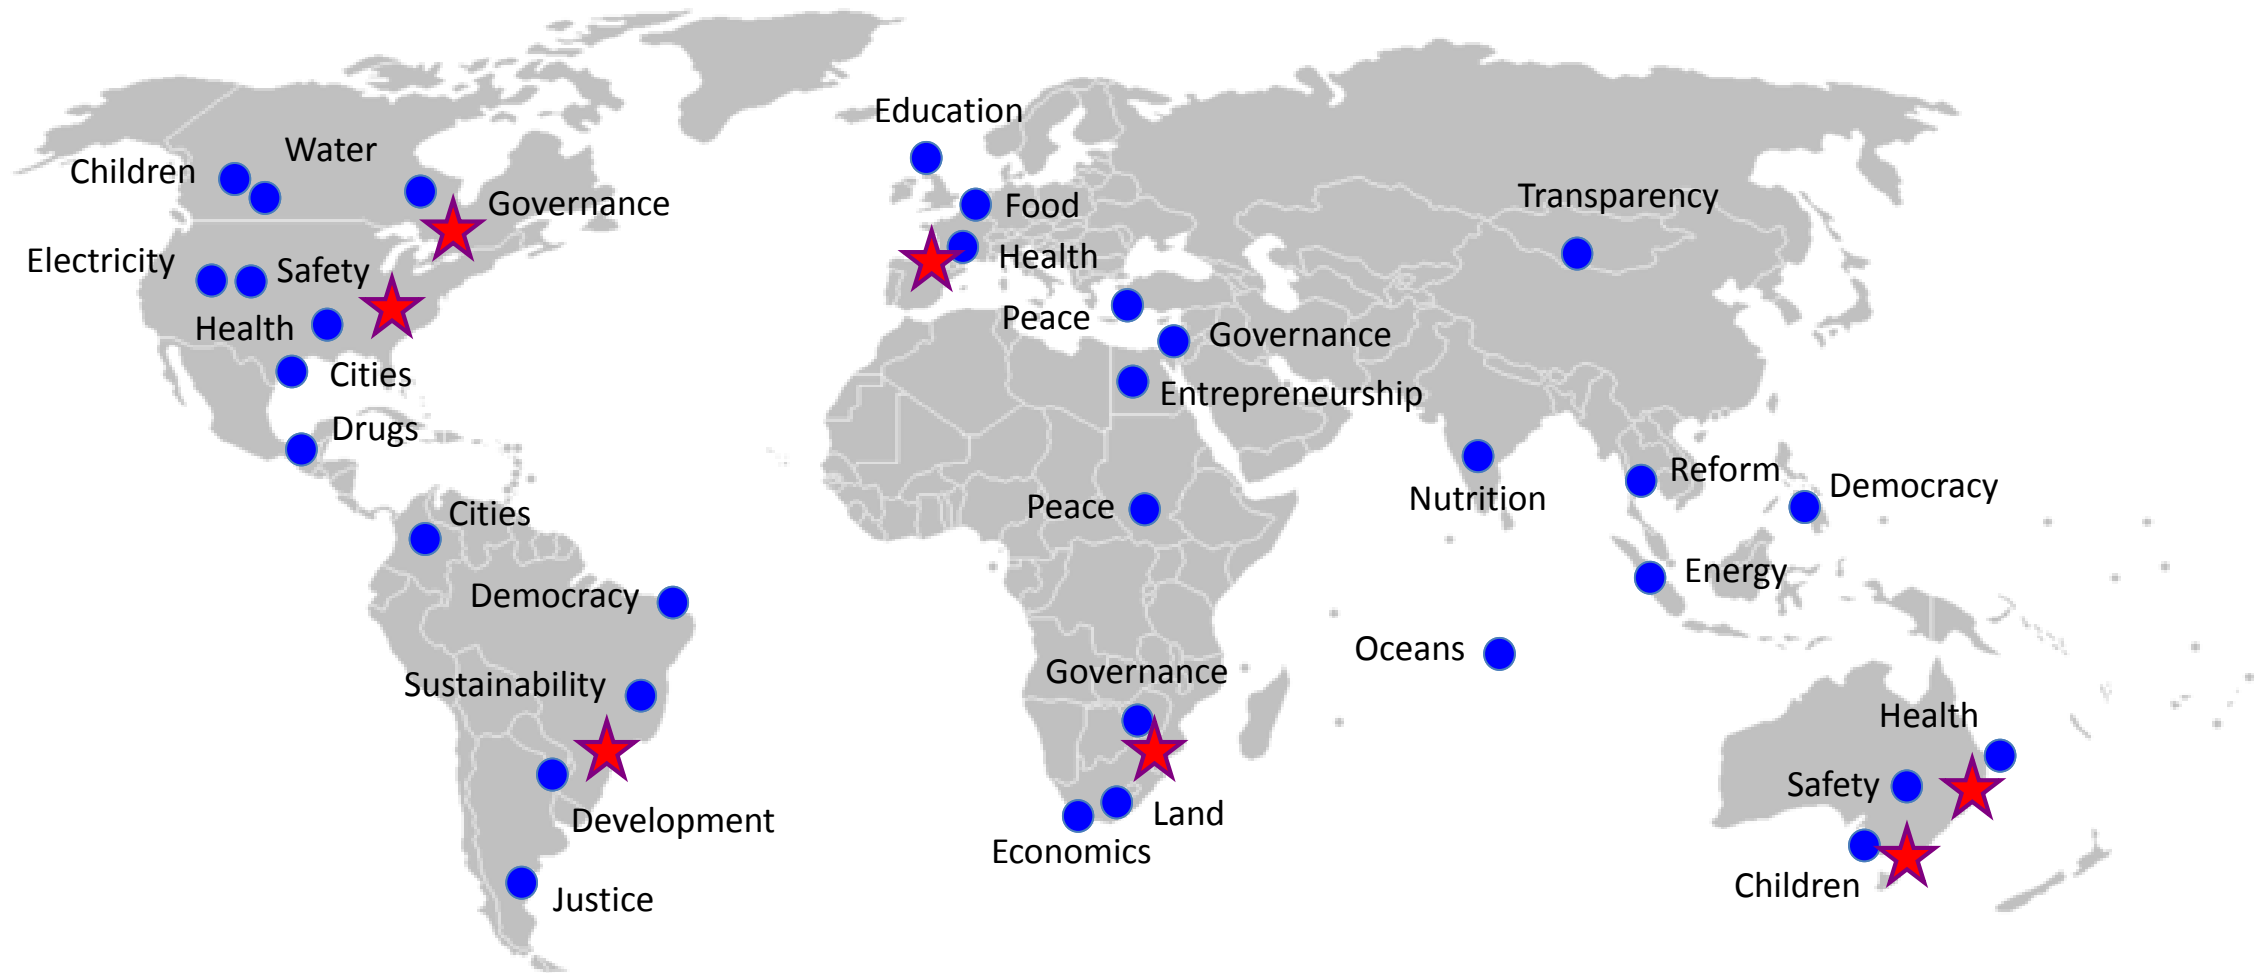 Education
Water
Children
Governance
Food
Transparency
Electricity
Safety
Health
Health
Peace
Governance
Cities
Entrepreneurship
Drugs
Reform
Democracy
Nutrition
Cities
Peace
Energy
Democracy
Oceans
Governance
Sustainability
Health
Safety
Land
Development
Economics
Children
Justice